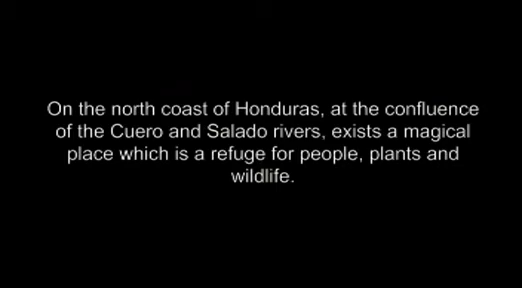 On the north coast of Honduras, at the confluence
of the Cuero and Salado rivers, exists a magical
place which is a refuge for people, plants and
wildlife.